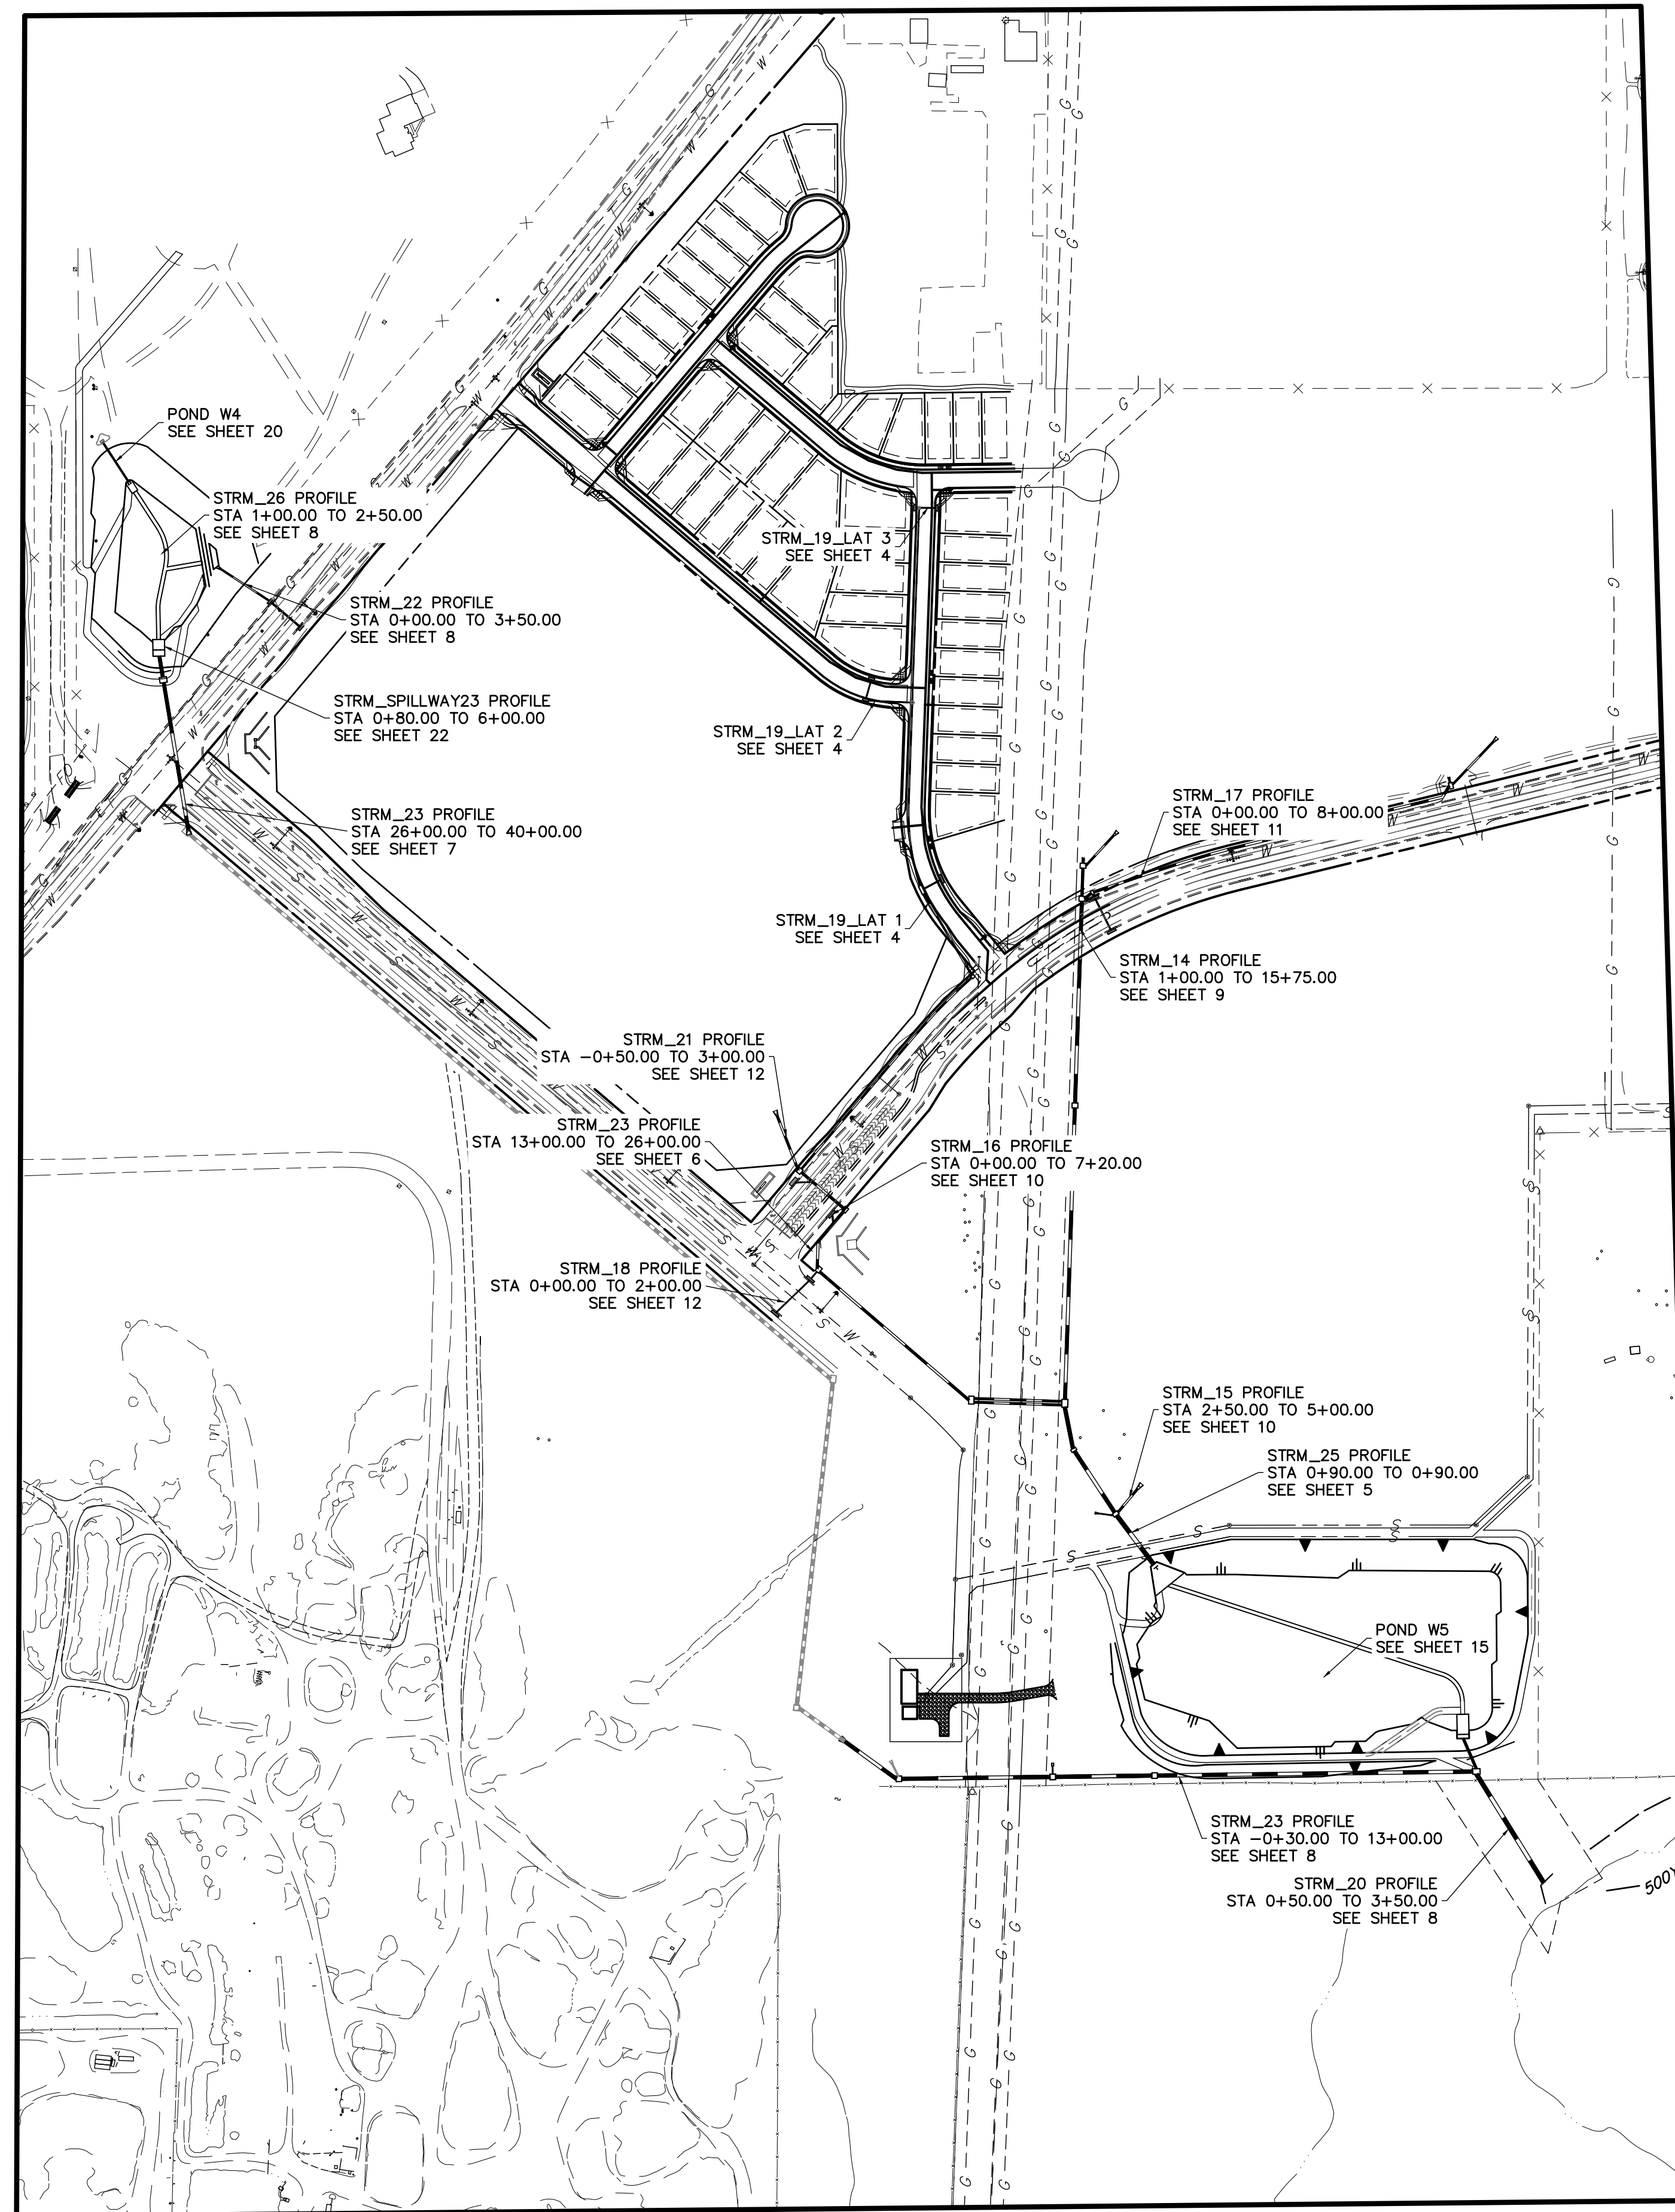 POND W4
SEE SHEET 20
STRM_26 PROFILE
STA 1+00.00 TO 2+50.00
SEE SHEET 8
STRM_19_LAT 3
SEE SHEET 4
STRM_22 PROFILE
STA 0+00.00 TO 3+50.00
SEE SHEET 8
STRM_SPILLWAY23 PROFILE
STA 0+80.00 TO 6+00.00
SEE SHEET 22
STRM_19_LAT 2
SEE SHEET 4
STRM_23 PROFILE
STA 26+00.00 TO 40+00.00
SEE SHEET 7
STRM_17 PROFILE
STA 0+00.00 TO 8+00.00
SEE SHEET 11
STRM_19_LAT 1
SEE SHEET 4
STRM_14 PROFILE
STA 1+00.00 TO 15+75.00
SEE SHEET 9
STRM_21 PROFILE
STA -0+50.00 TO 3+00.00
SEE SHEET 12
STRM_23 PROFILE
STA 13+00.00 TO 26+00.00
SEE SHEET 6
STRM_16 PROFILE
STA 0+00.00 TO 7+20.00
SEE SHEET 10
STRM_18 PROFILE
STA 0+00.00 TO 2+00.00
SEE SHEET 12
STRM_15 PROFILE
STA 2+50.00 TO 5+00.00
SEE SHEET 10
STRM_25 PROFILE
STA 0+90.00 TO 0+90.00
SEE SHEET 5
POND W5
SEE SHEET 15
STRM_23 PROFILE
STA -0+30.00 TO 13+00.00
SEE SHEET 8
STRM_20 PROFILE
STA 0+50.00 TO 3+50.00
SEE SHEET 8